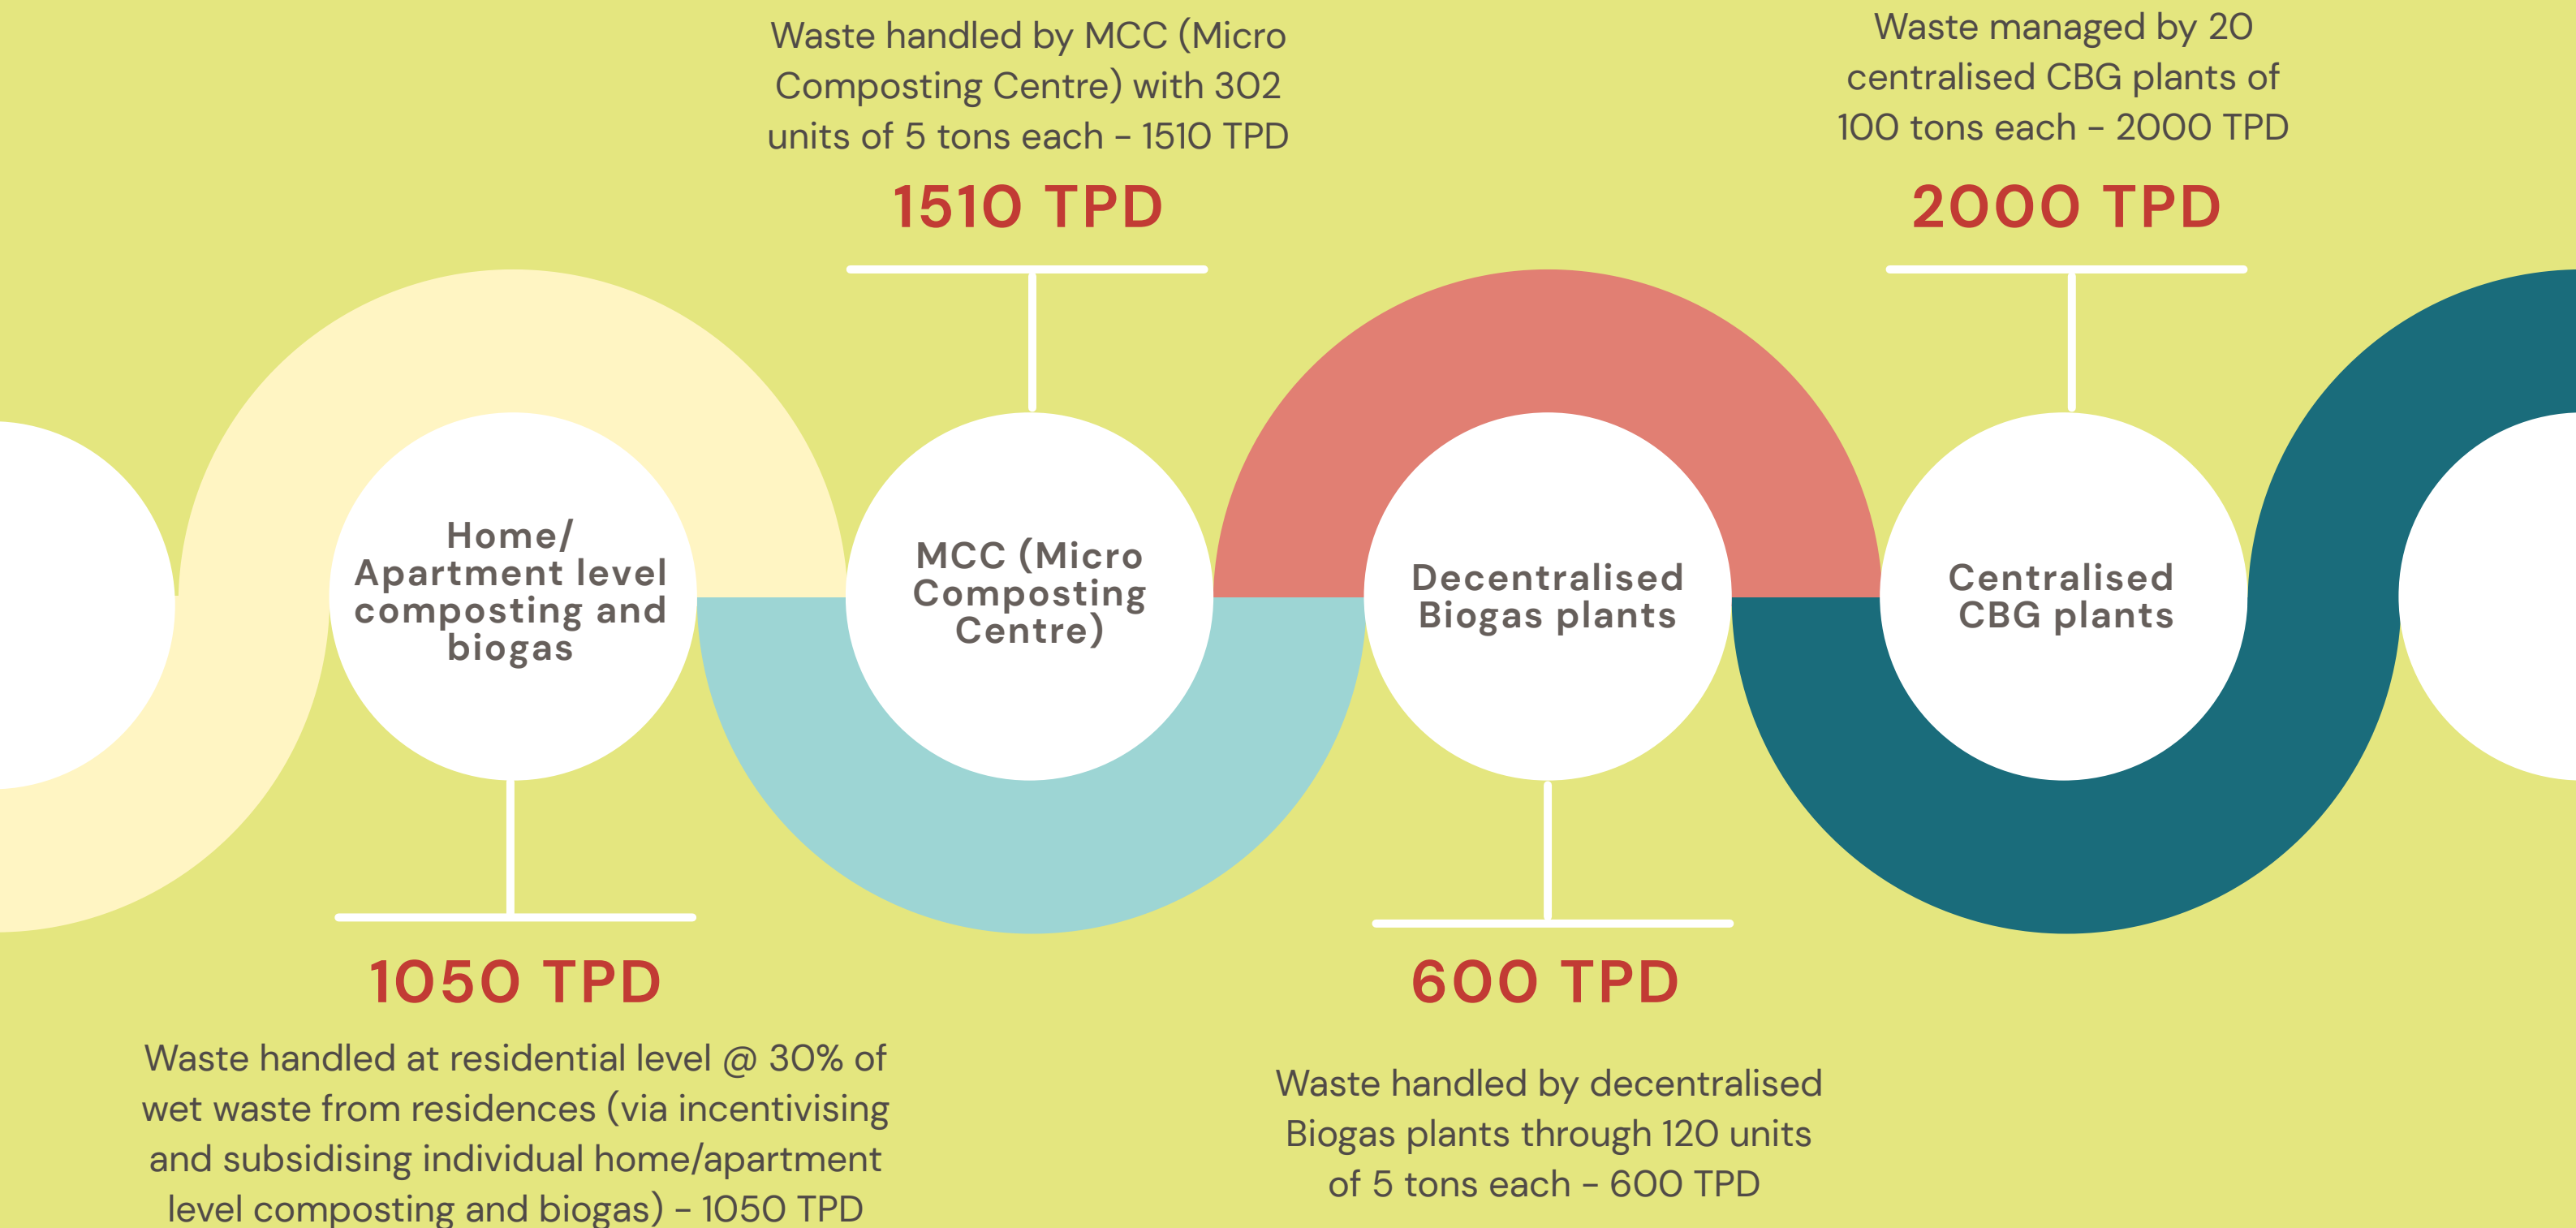 Waste handled by MCC (Micro
Composting Centre) with 302
units of 5 tons each - 1510 TPD
1510 TPD
Waste managed by 20
centralised CBG plants of
100 tons each - 2000 TPD
2000 TPD
Home/
Apartment level
composting and
biogas
MCC (Micro
Composting
Centre)
Decentralised
Biogas plants
Centralised
CBG plants
1050 TPD
Waste handled at residential level @ 30% of
wet waste from residences (via incentivising
and subsidising individual home/apartment
level composting and biogas) - 1050 TPD
600 TPD
Waste handled by decentralised
Biogas plants through 120 units
of 5 tons each - 600 TPD